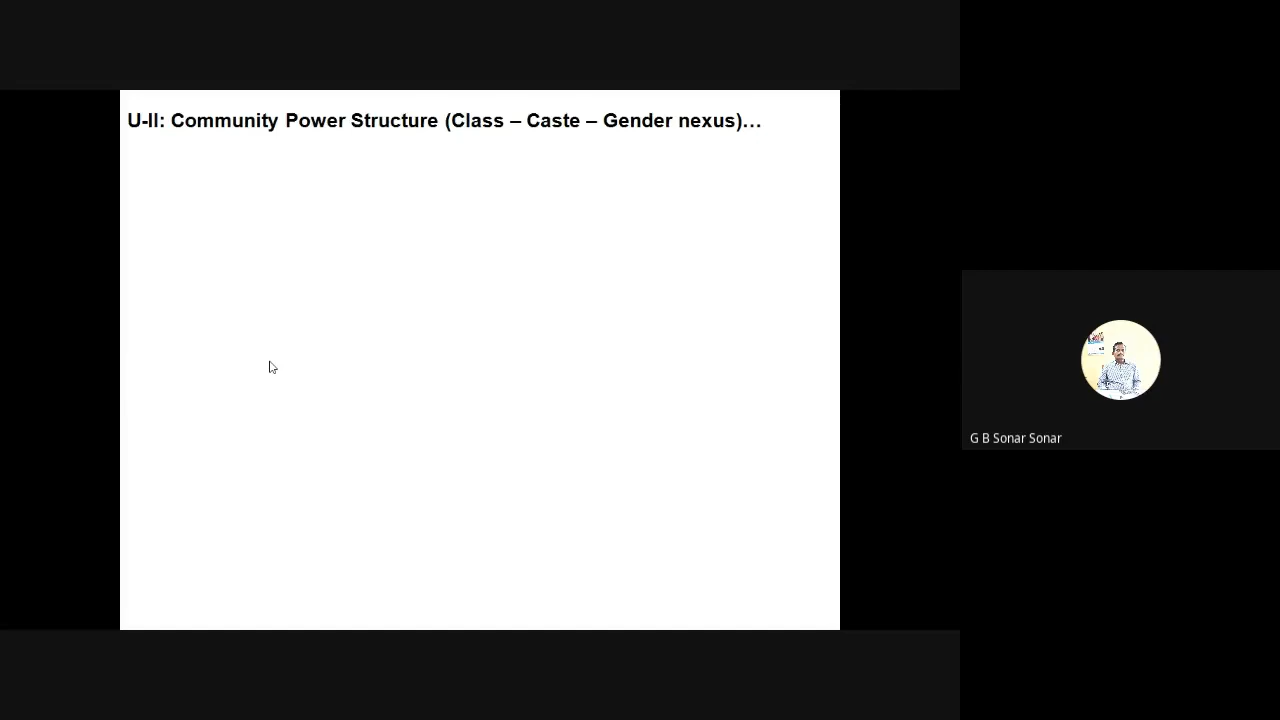 U-II: Community Power Structure (Class – Caste – Gender nexus)…
G B Sonar Sonar